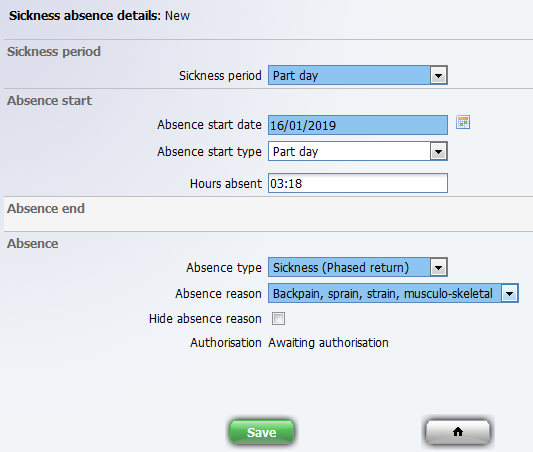 Sickness absence details: New
Sickness period
Sickness period Part day
Absence start
Absence start date 16/01/2019
Absence start type Part day
Hours absent 03:18
Absence end
Absence
Absence type Sickness (Phased return)
Absence reason Backpain, sprain, strain, musculo-skeletal
Hide absence reason
Authorisation Awaiting authorisation
Save